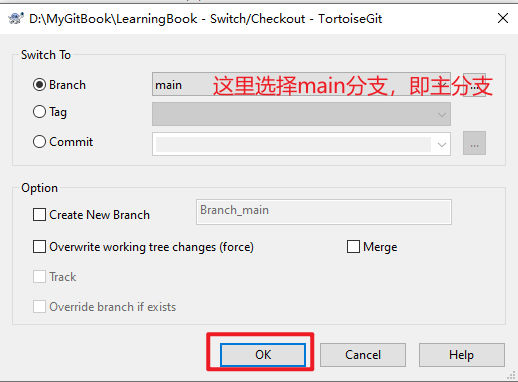 D:\MyGitBook\LearningBook - Switch/Checkout - TortoiseGit
Switch To
Branch
main
这里选择main分支，即主分支
...
Tag
Commit
...
Option
Create New Branch
Branch_main
Overwrite working tree changes (force)
Merge
Track
Override branch if exists
OK
Cancel
Help